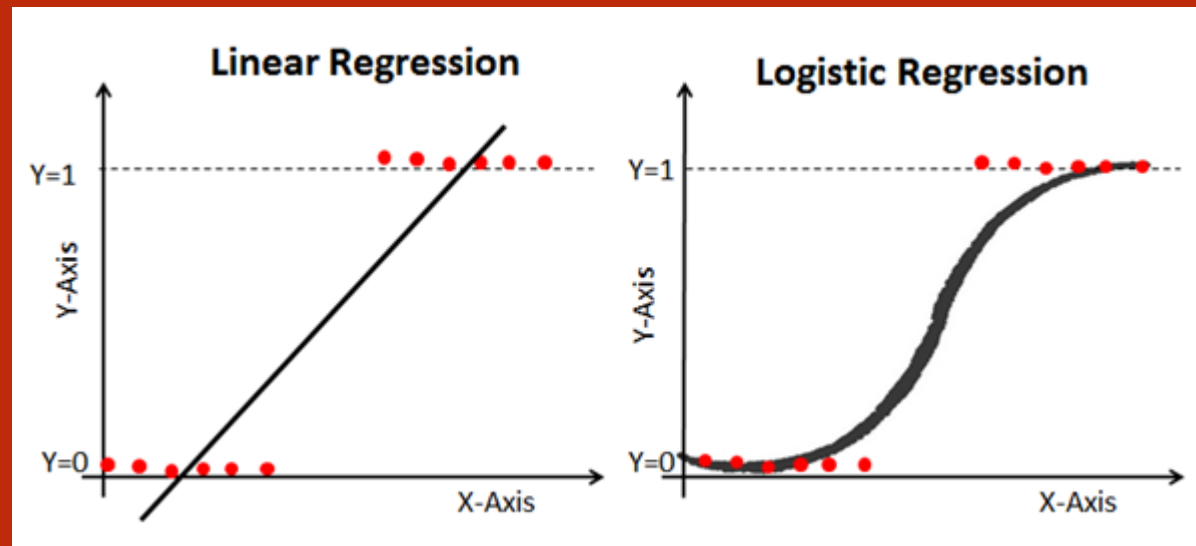 Linear Regression
Y=1
Y-Axis
Y=0
X-Axis
Logistic Regression
Y=1
Y-Axis
Y=0
X-Axis